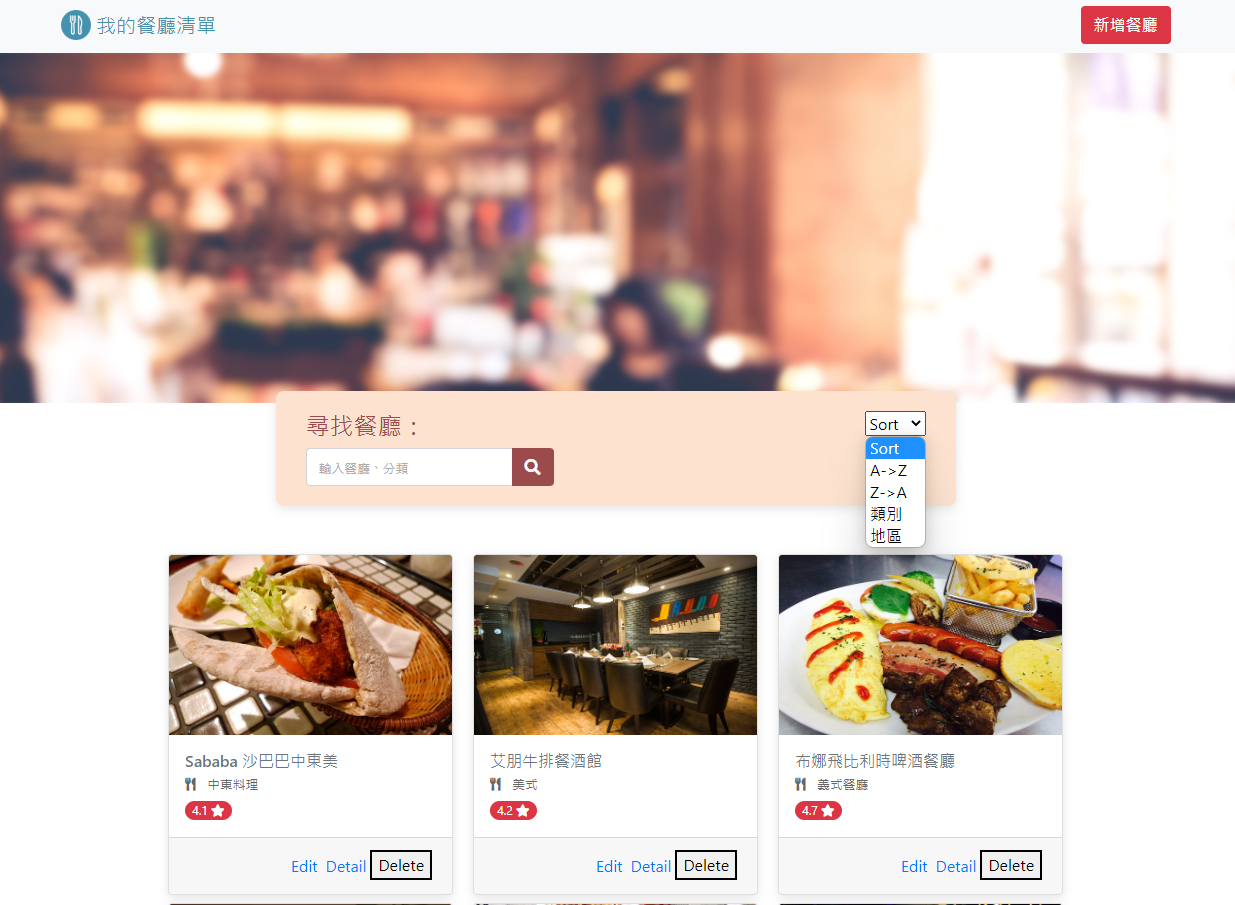 我的餐廳清單
新增餐廳
尋找餐廳：
輸入餐廳、分類
Sort
Sort
A->Z
Z->A
類別
地區
Sababa 沙巴巴中東美
中東料理
4.1
Edit Detail Delete
艾朋牛排餐酒館
美式
4.2
Edit Detail Delete
布娜飛比利時啤酒餐廳
義式餐廳
4.7
Edit Detail Delete